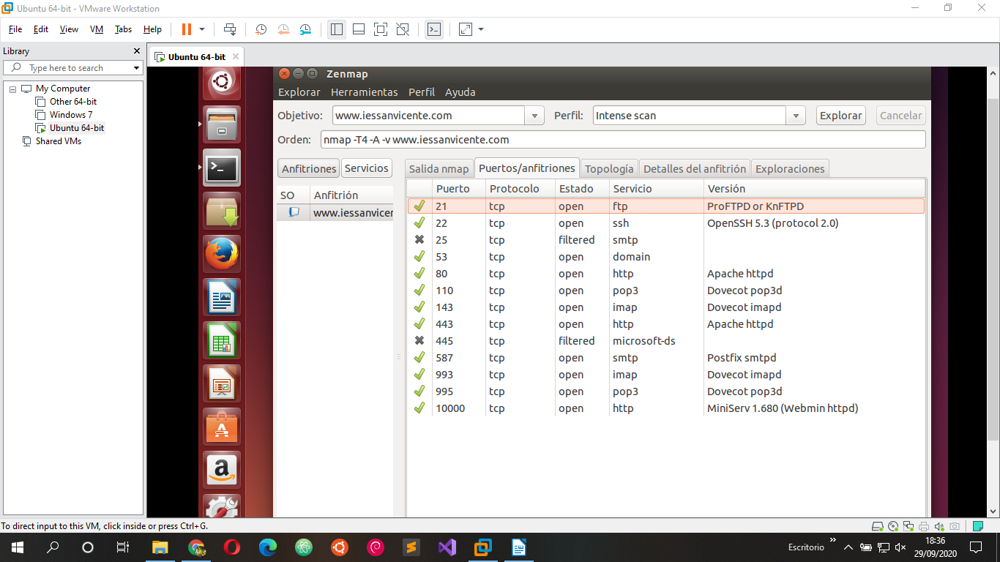 Ubuntu 64-bit - VMware Workstation
File Edit View VM Tabs Help
Library
Type here to search
My Computer
Other 64-bit
Windows 7
Ubuntu 64-bit
Shared VMs
Ubuntu 64-bit
Zenmap
Explorar Herramientas Perfil Ayuda
Objetivo: www.iessanvicente.com Perfil: Intense scan Explorar Cancelar
Orden: nmap -T4 -A -v www.iessanvicente.com
Anfitriones Servicios
Salida nmap Puertos/anfitriones Topología Detalles del anfitrión Exploraciones
SO Anfitrión
www.iessanvicen
Puerto Protocolo Estado Servicio Versión
21 tcp open ftp ProFTPD or KnFTPD
22 tcp open ssh OpenSSH 5.3 (protocol 2.0)
25 tcp filtered smtp
53 tcp open domain
80 tcp open http Apache httpd
110 tcp open pop3 Dovecot pop3d
143 tcp open imap Dovecot imapd
443 tcp open http Apache httpd
445 tcp filtered microsoft-ds
587 tcp open smtp Postfix smtpd
993 tcp open imap Dovecot imapd
995 tcp open pop3 Dovecot pop3d
10000 tcp open http MiniServ 1.680 (Webmin httpd)
To direct input to this VM, click inside or press Ctrl+G.
Escritorio
18:36
29/09/2020